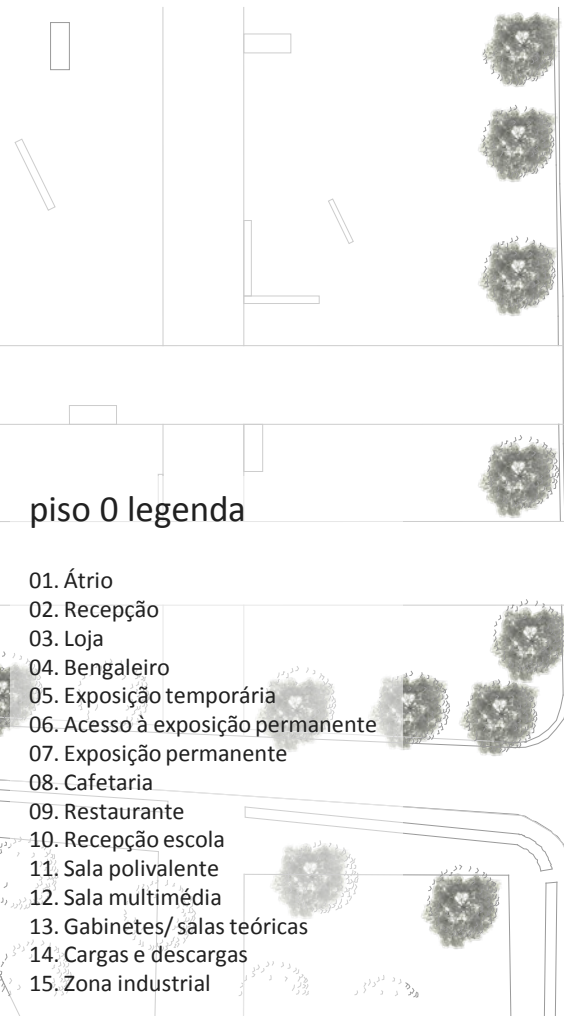 piso 0 legenda
01. Átrio
02. Recepção
03. Loja
04. Bengaleiro
05. Exposição temporária
06. Acesso à exposição permanente
07. Exposição permanente
08. Cafetaria
09. Restaurante
10. Recepção escola
11. Sala polivalente
12. Sala multimédia
13. Gabinetes/ salas teóricas
14. Cargas e descargas
15. Zona industrial